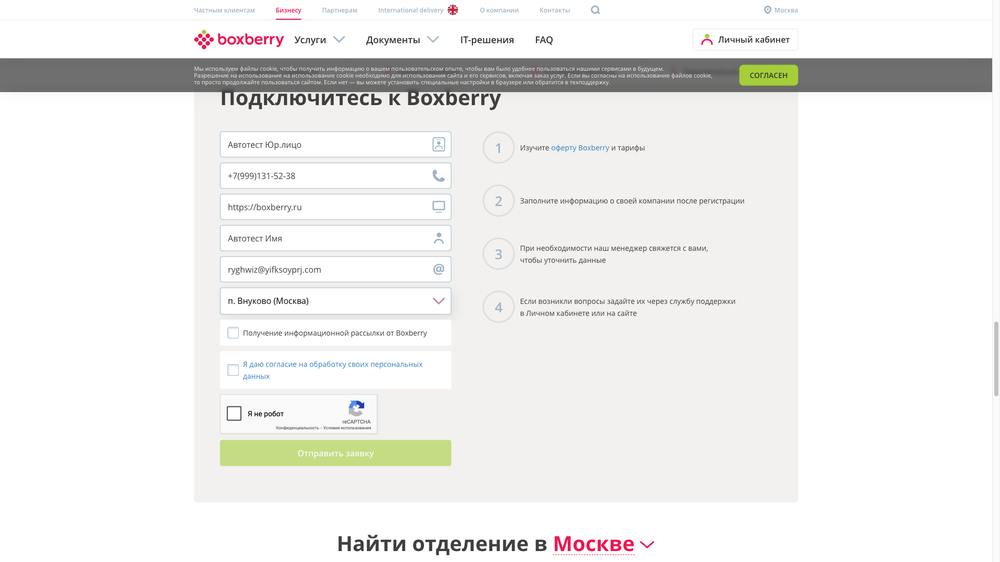 Частным клиентам Бизнесу Партнерам International delivery О компании Контакты Москва
boxberry Услуги Документы IT-решения FAQ Личный кабинет
Мы используем файлы cookie, чтобы получить информацию о вашем пользовательском опыте, чтобы вам было удобнее пользоваться нашими сервисами в будущем.
Разрешение на использование на использование cookie необходимо для использования сайта и его сервисов, включая заказ услуг. Если вы согласны на использование файлов cookie,
то просто продолжайте пользоваться сайтом. Если нет — вы можете установить специальные настройки в браузере или обратится в техподдержку.
СОГЛАСЕН
Подключитесь к Boxberry
Автотест Юр.лицо
+7(999)131-52-38
https://boxberry.ru
Автотест Имя
ryghwiz@yifksoyprj.com
п. Внуково (Москва)
Получение информационной рассылки от Boxberry
Я даю согласие на обработку своих персональных
данных
Я не робот
reCAPTCHA
Конфиденциальность - Условия использования
Отправить заявку
1 Изучите оферту Boxberry и тарифы
2 Заполните информацию о своей компании после регистрации
3 При необходимости наш менеджер свяжется с вами,
чтобы уточнить данные
4 Если возникли вопросы задайте их через службу поддержки
в Личном кабинете или на сайте
Найти отделение в Москве